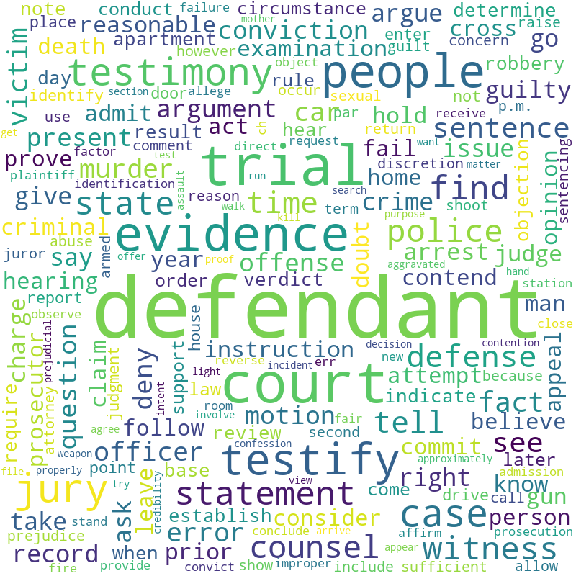 note conduct failure circumstance argue determine
place reasonable mother conviction enter cross raise
death apartment however examination guilt concern go
victim day testimony object people robbery
identify door section allege occur sexual not p.m. guilty
use admit comment rule
argument car bar hold receive
present result act hear return sentence
factor direct request want
prove plaintiff trial fail issue discretion matter
identification murder test run home opinion objection sentencing
give state reason time term search crime shoot find
juror abuse assault walk kill purpose doubt
criminal armed offer evidence proof police
say year offense arrest judge
hearing order verdict aggravated hand station
report house contend man
observe defendant close
charge prejudicial claim light reverse incident decision new contention because
question deny support instruction err defense appeal
prosecutor judgment intent law court attempt fact
require attorney room involve fair motion indicate believe
agree follow review second tell
weapon confession approximately commit see
file properly point officer testify right later
jury try base view admission
leave statement come drive know call gun
take stand ask credibility establish consider case person
prejudice error conclude arrive affirm prosecution
record when prior counsel appear witness
fire provide convict show improper include sufficient allow
get